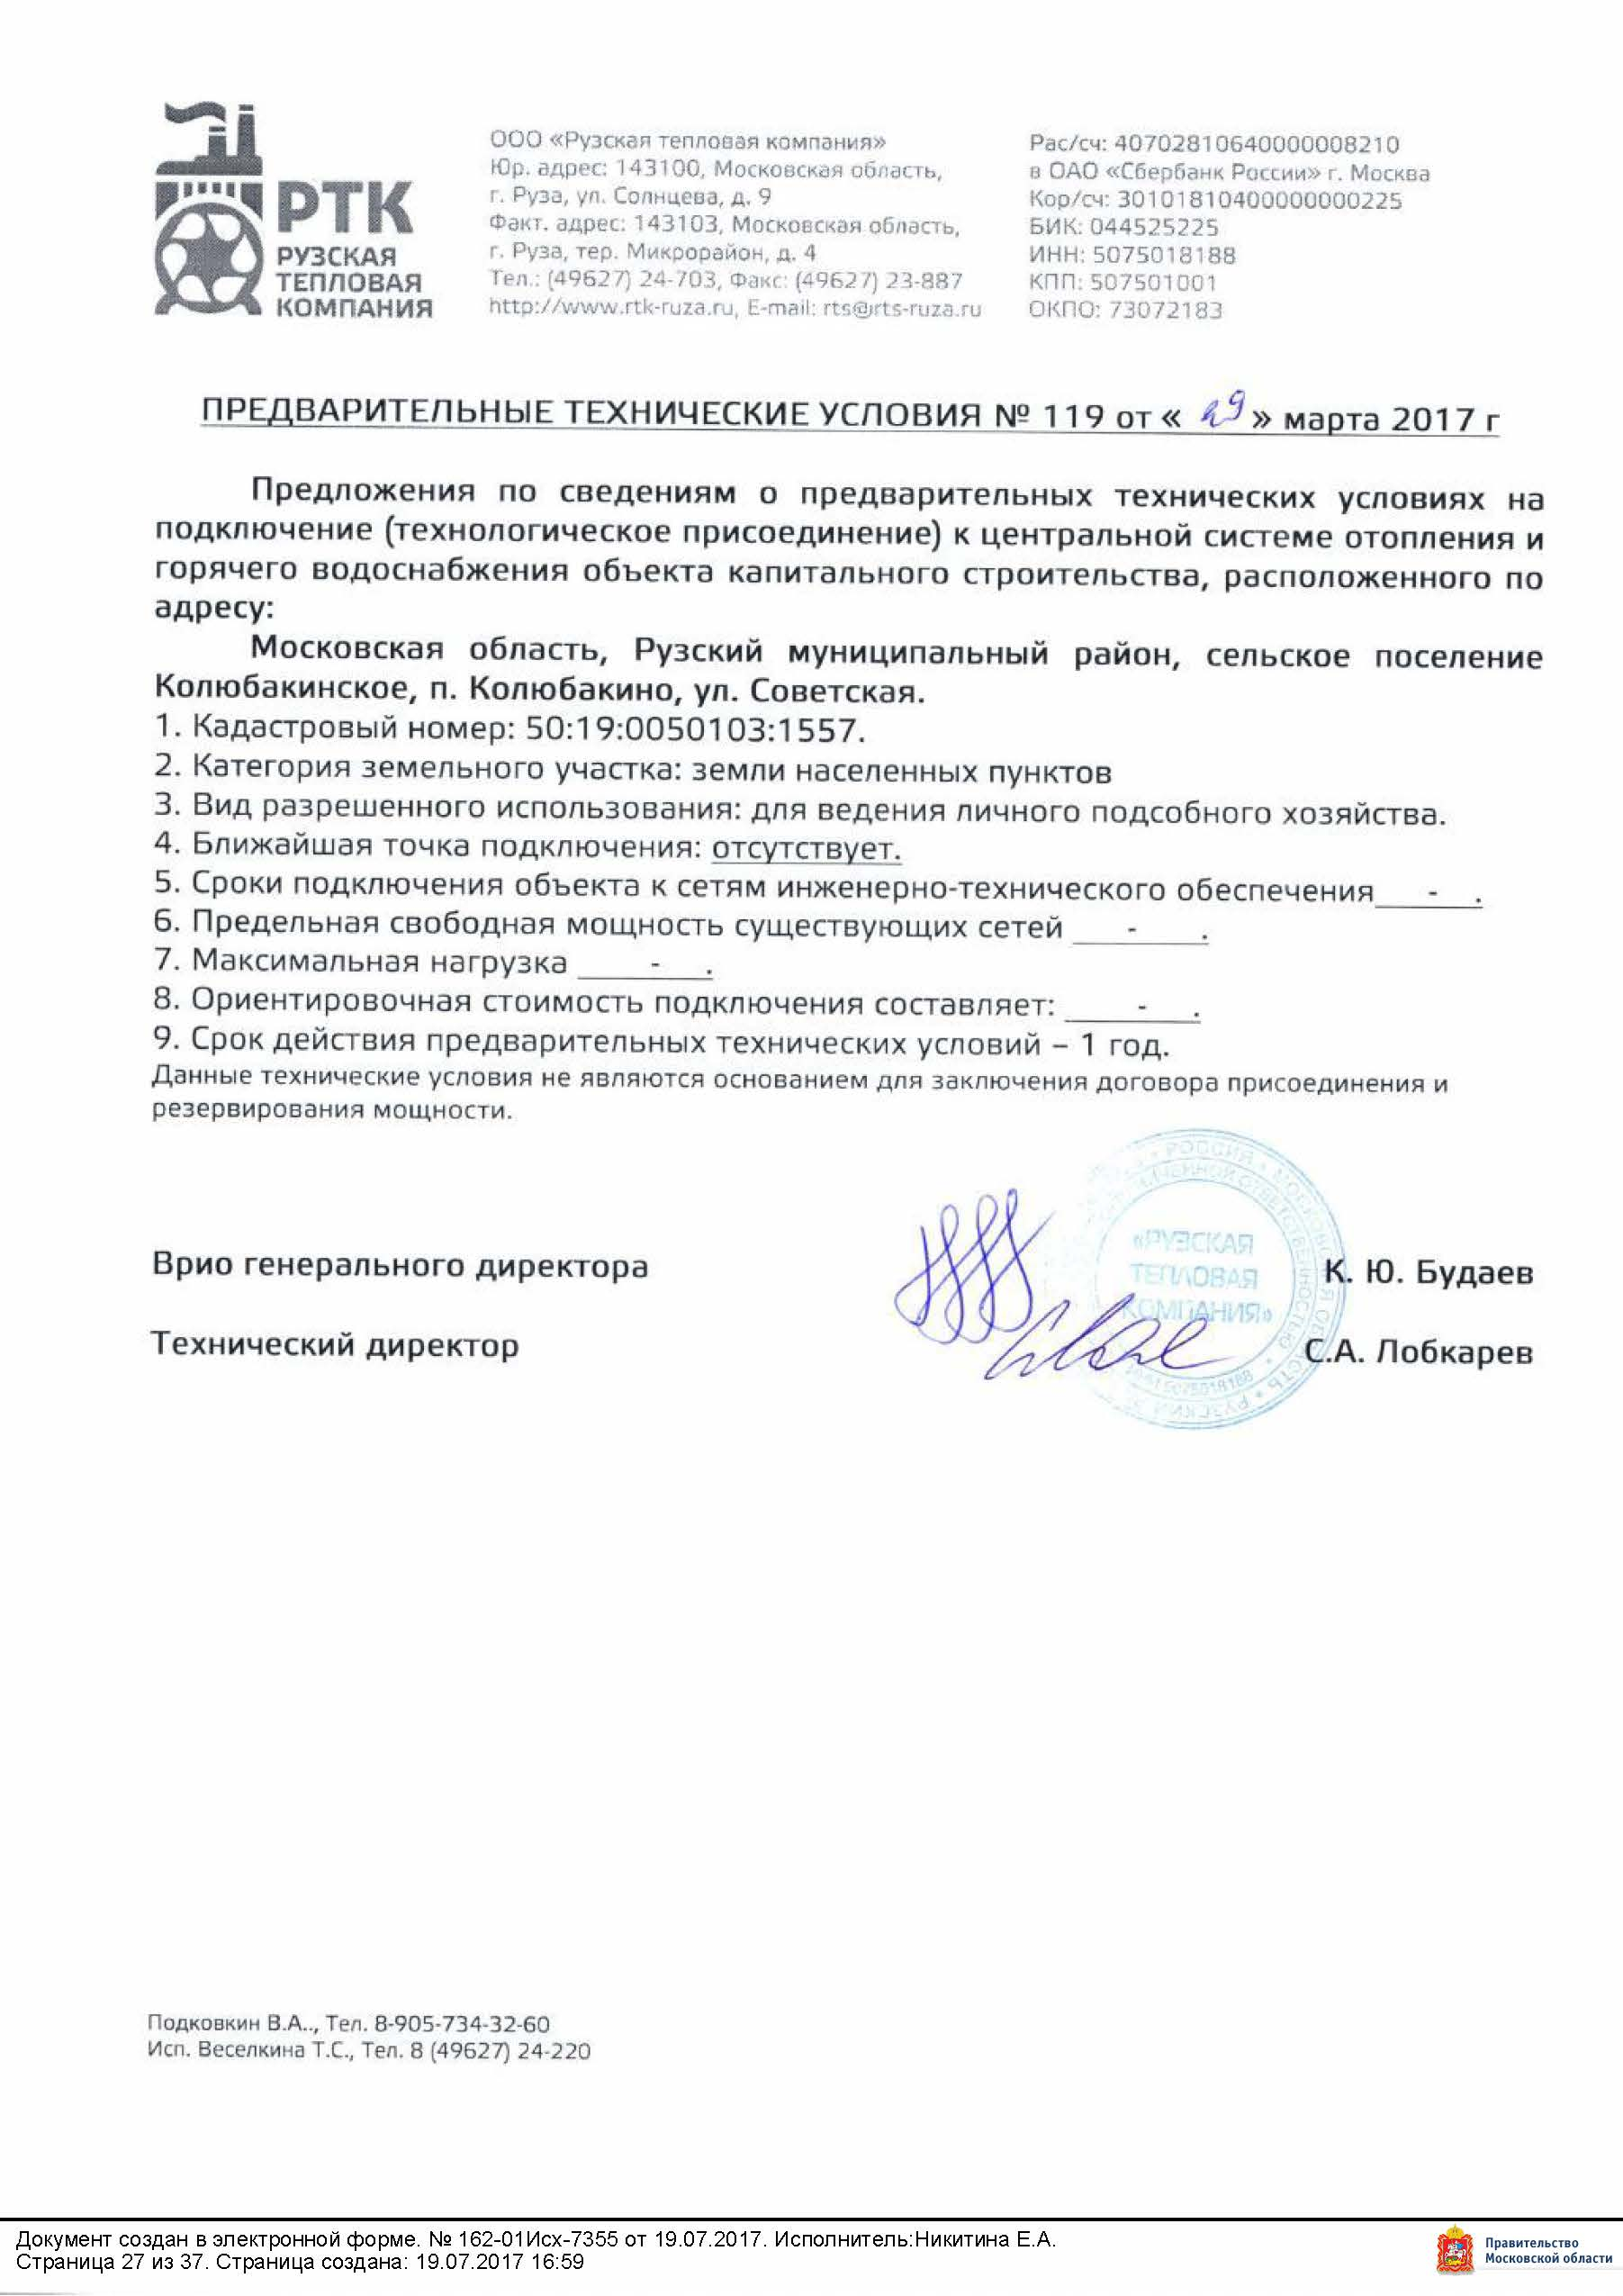 РТК
РУЗСКАЯ
ТЕПЛОВАЯ
КОМПАНИЯ
ООО «Рузская тепловая компания»
Юр. адрес: 143100, Московская область,
г. Руза, ул. Солнцева, д. 9
Факт. адрес: 143103, Московская область,
г. Руза, тер. Микрорайон, д. 4
Тел.: (49627) 24-703, Факс: (49627) 23-887
http://www.rtk-ruza.ru, E-mail: rts@rts-ruza.ru
Рас/сч: 40702810640000008210
в ОАО «Сбербанк России» г. Москва
Кор/сч: 30101810400000000225
БИК: 044525225
ИНН: 5075018188
КПП: 507501001
ОКПО: 73072183
ПРЕДВАРИТЕЛЬНЫЕ ТЕХНИЧЕСКИЕ УСЛОВИЯ № 119 от « 29 » марта 2017 г
Предложения по сведениям о предварительных технических условиях на
подключение (технологическое присоединение) к центральной системе отопления и
горячего водоснабжения объекта капитального строительства, расположенного по
адресу:
Московская область, Рузский муниципальный район, сельское поселение
Колюбакинское, п. Колюбакино, ул. Советская.
1. Кадастровый номер: 50:19:0050103:1557.
2. Категория земельного участка: земли населенных пунктов
3. Вид разрешенного использования: для ведения личного подсобного хозяйства.
4. Ближайшая точка подключения: отсутствует.
5. Сроки подключения объекта к сетям инженерно-технического обеспечения - .
6. Предельная свободная мощность существующих сетей - .
7. Максимальная нагрузка - .
8. Ориентировочная стоимость подключения составляет: - .
9. Срок действия предварительных технических условий – 1 год.
Данные технические условия не являются основанием для заключения договора присоединения и
резервирования мощности.
Врио генерального директора К. Ю. Будаев
Технический директор С.А. Лобкарев
«РУЗСКАЯ
ТЕПЛОВАЯ
КОМПАНИЯ»
Подковкин В.А.., Тел. 8-905-734-32-60
Исп. Веселкина Т.С., Тел. 8 (49627) 24-220
Документ создан в электронной форме. № 162-01Исх-7355 от 19.07.2017. Исполнитель:Никитина Е.А.
Страница 27 из 37. Страница создана: 19.07.2017 16:59
Правительство
Московской области